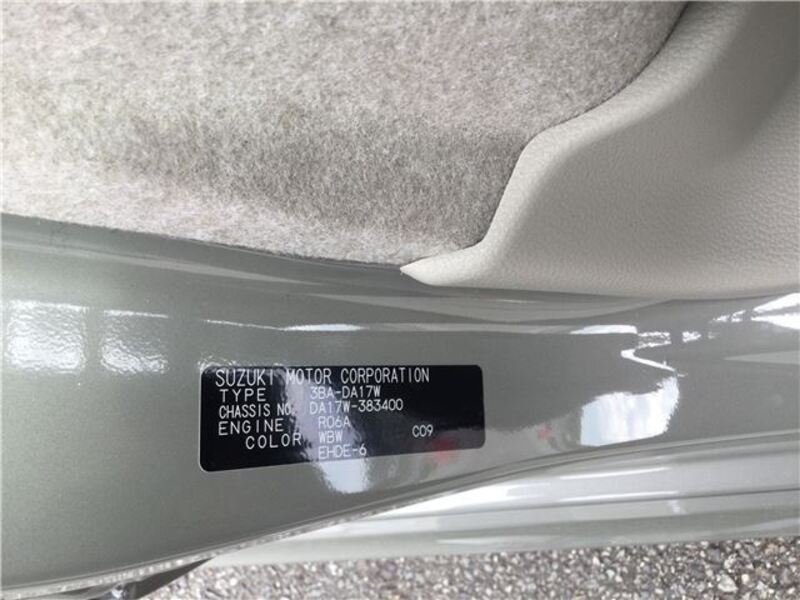 SUZUKI MOTOR CORPORATION
TYPE 3BA-DA17W
CHASSIS NO. DA17W-383400
ENGINE R06A
COLOR WBW C09
EHDE-6